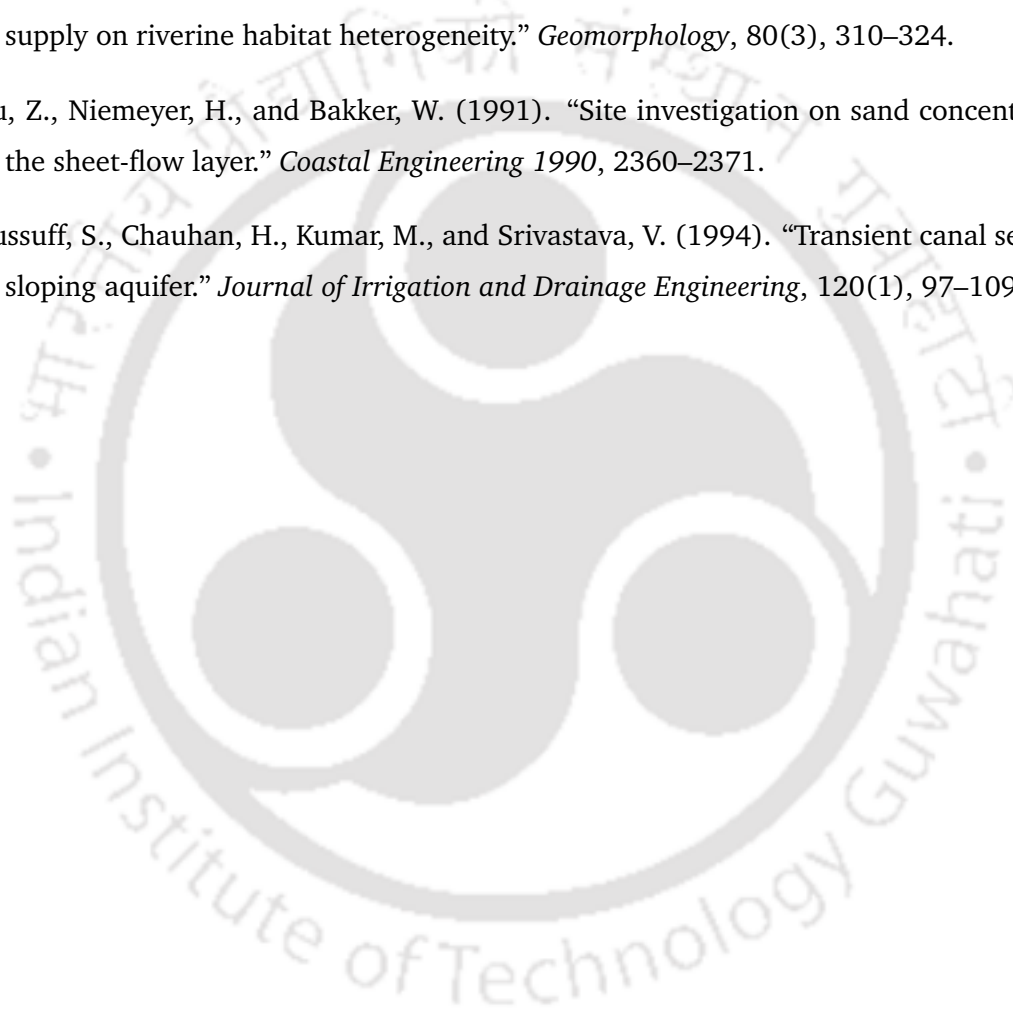 supply on riverine habitat heterogeneity.” Geomorphology, 80(3), 310–324.
u, Z., Niemeyer, H., and Bakker, W. (1991). “Site investigation on sand concent
the sheet-flow layer.” Coastal Engineering 1990, 2360–2371.
ussuff, S., Chauhan, H., Kumar, M., and Srivastava, V. (1994). “Transient canal se
sloping aquifer.” Journal of Irrigation and Drainage Engineering, 120(1), 97–109
भारतीय प्रौद्योगिकी संस्थान गुवाहाटी
• Indian Institute of Technology Guwahati •